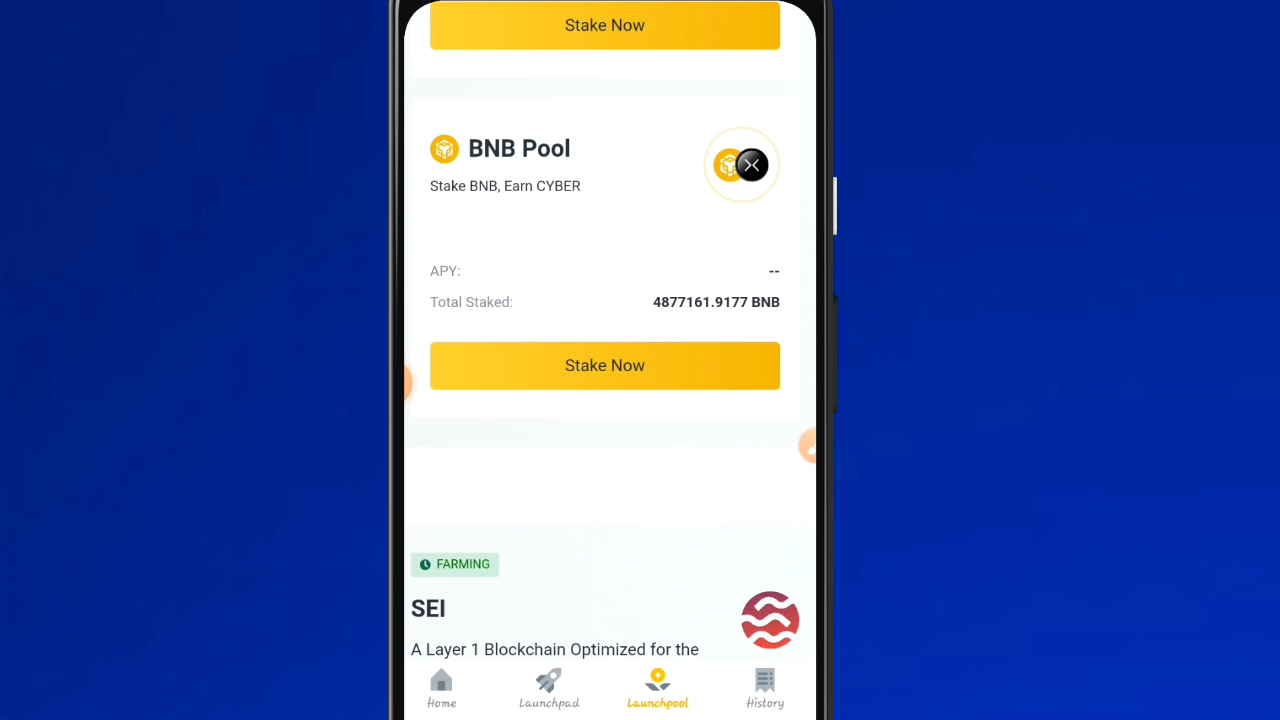 Stake Now
BNB Pool
Stake BNB, Earn CYBER
APY: --
Total Staked: 4877161.9177 BNB
Stake Now
FARMING
SEI
A Layer 1 Blockchain Optimized for the
Home Launchpad Launchpool History